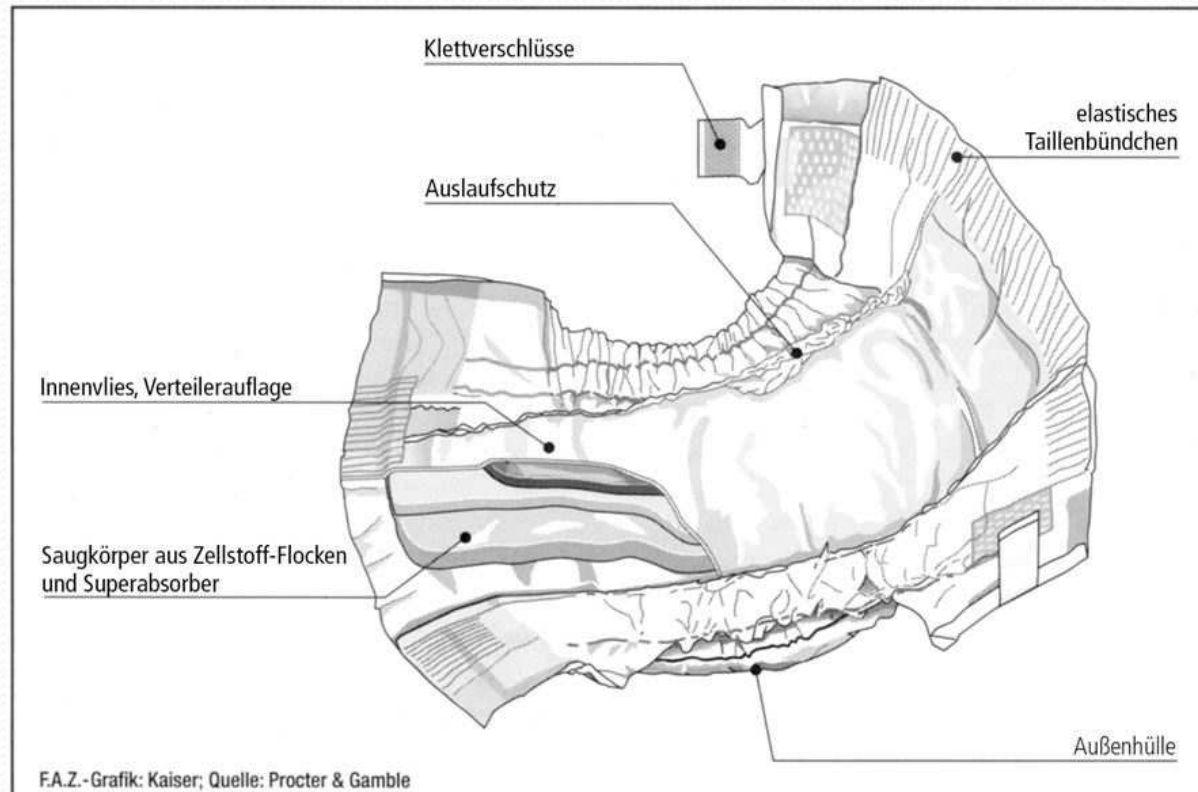 Klettverschlüsse
elastisches
Taillenbündchen
Auslaufschutz
Innenvlies, Verteilerauflage
Saugkörper aus Zellstoff-Flocken
und Superabsorber
Außenhülle
F.A.Z.-Grafik: Kaiser; Quelle: Procter & Gamble